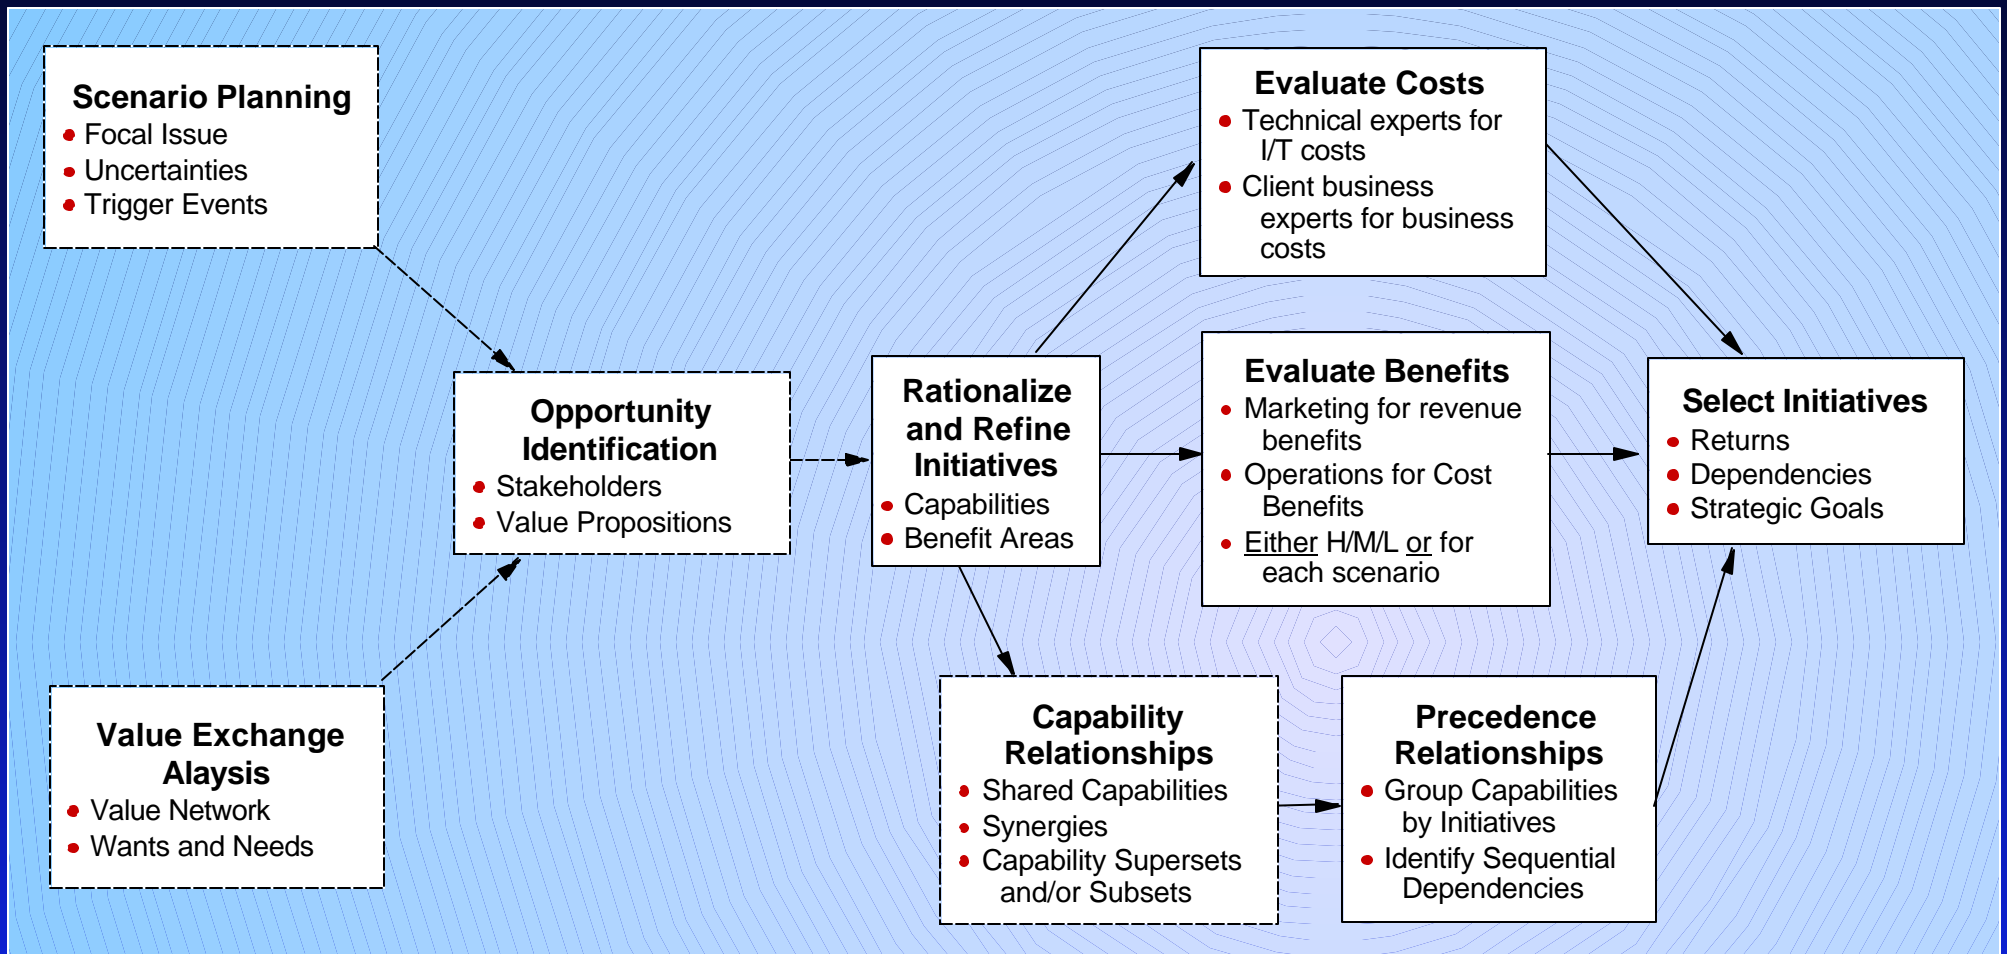 Scenario Planning
Focal Issue
Uncertainties
Trigger Events
Value Exchange
Alaysis
Value Network
Wants and Needs
Opportunity
Identification
Stakeholders
Value Propositions
Rationalize
and Refine
Initiatives
Capabilities
Benefit Areas
Evaluate Costs
Technical experts for
I/T costs
Client business
experts for business
costs
Evaluate Benefits
Marketing for revenue
benefits
Operations for Cost
Benefits
Either H/M/L or for
each scenario
Capability
Relationships
Shared Capabilities
Synergies
Capability Supersets
and/or Subsets
Precedence
Relationships
Group Capabilities
by Initiatives
Identify Sequential
Dependencies
Select Initiatives
Returns
Dependencies
Strategic Goals